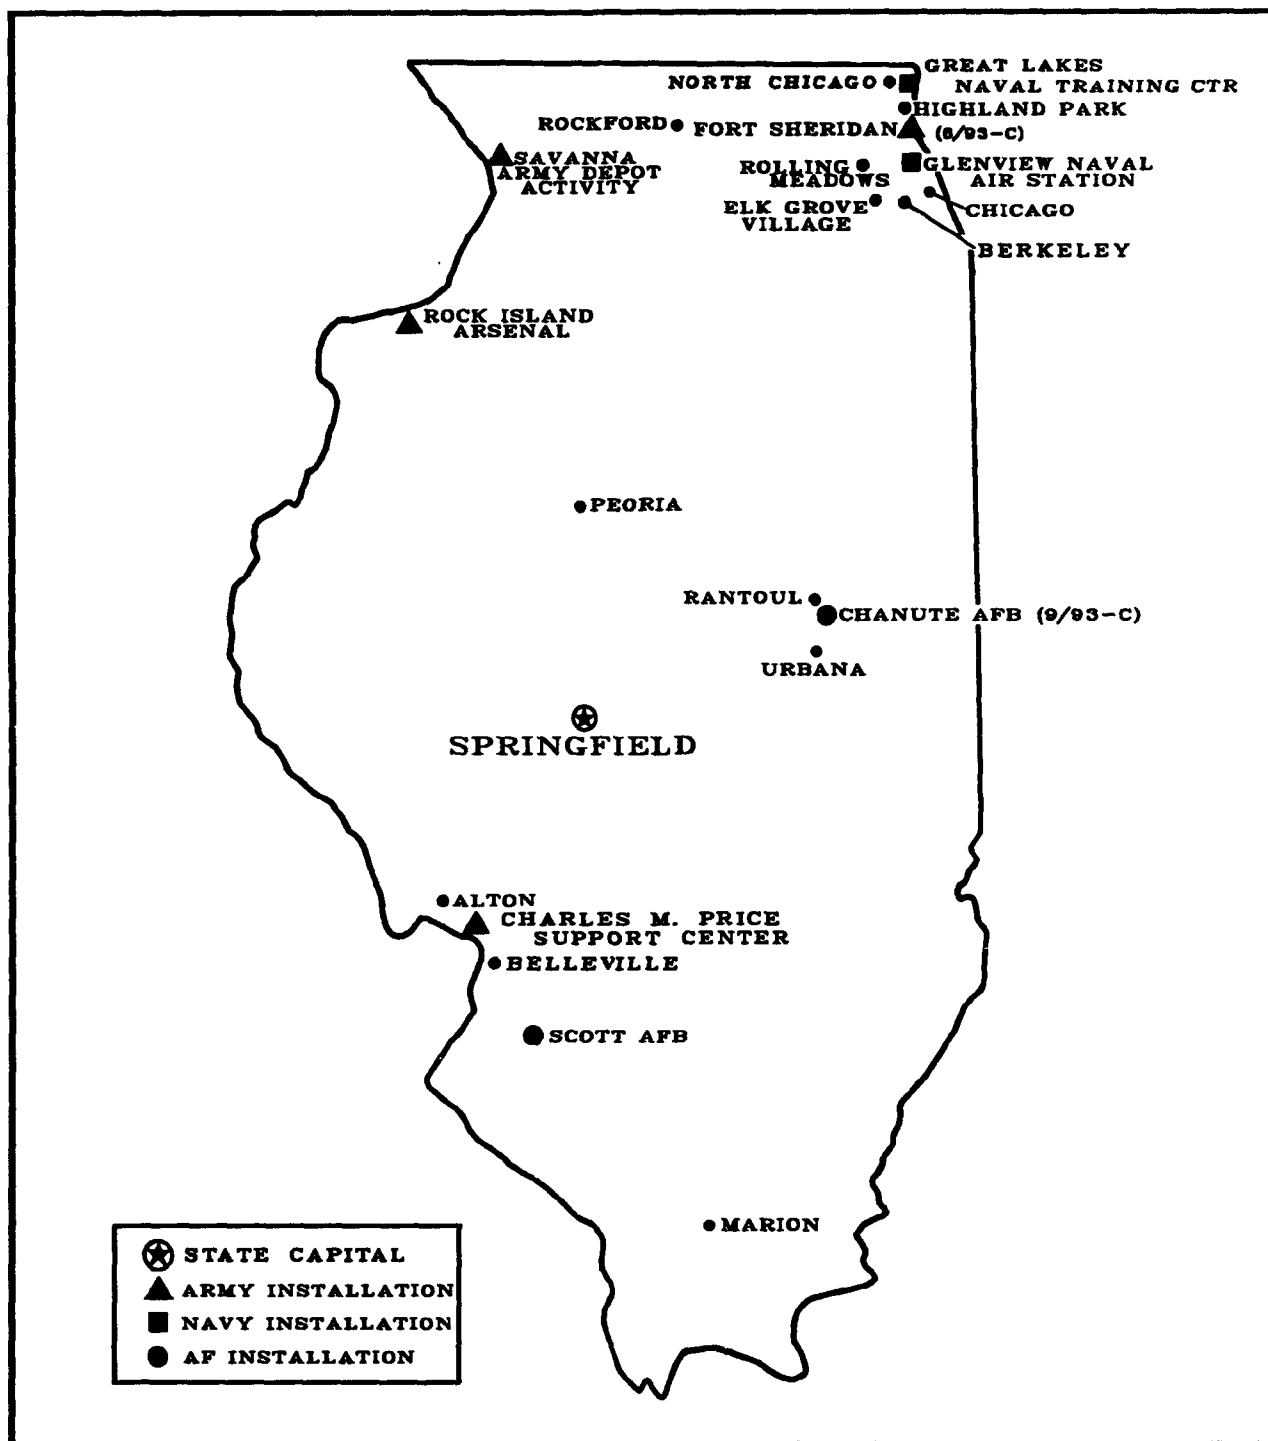 GREAT LAKES
NAVAL TRAINING CTR
NORTH CHICAGO
HIGHLAND PARK
ROCKFORD
FORT SHERIDAN
(6/93-C)
SAVANNA
ARMY DEPOT
ACTIVITY
ROLLING
MEADOWS
GLENVIEW NAVAL
AIR STATION
ELK GROVE
VILLAGE
CHICAGO
BERKELEY
ROCK ISLAND
ARSENAL
PEORIA
RANTOUL
CHANUTE AFB (9/93-C)
URBANA
SPRINGFIELD
ALTON
CHARLES M. PRICE
SUPPORT CENTER
BELLEVILLE
SCOTT AFB
MARION
STATE CAPITAL
ARMY INSTALLATION
NAVY INSTALLATION
AF INSTALLATION